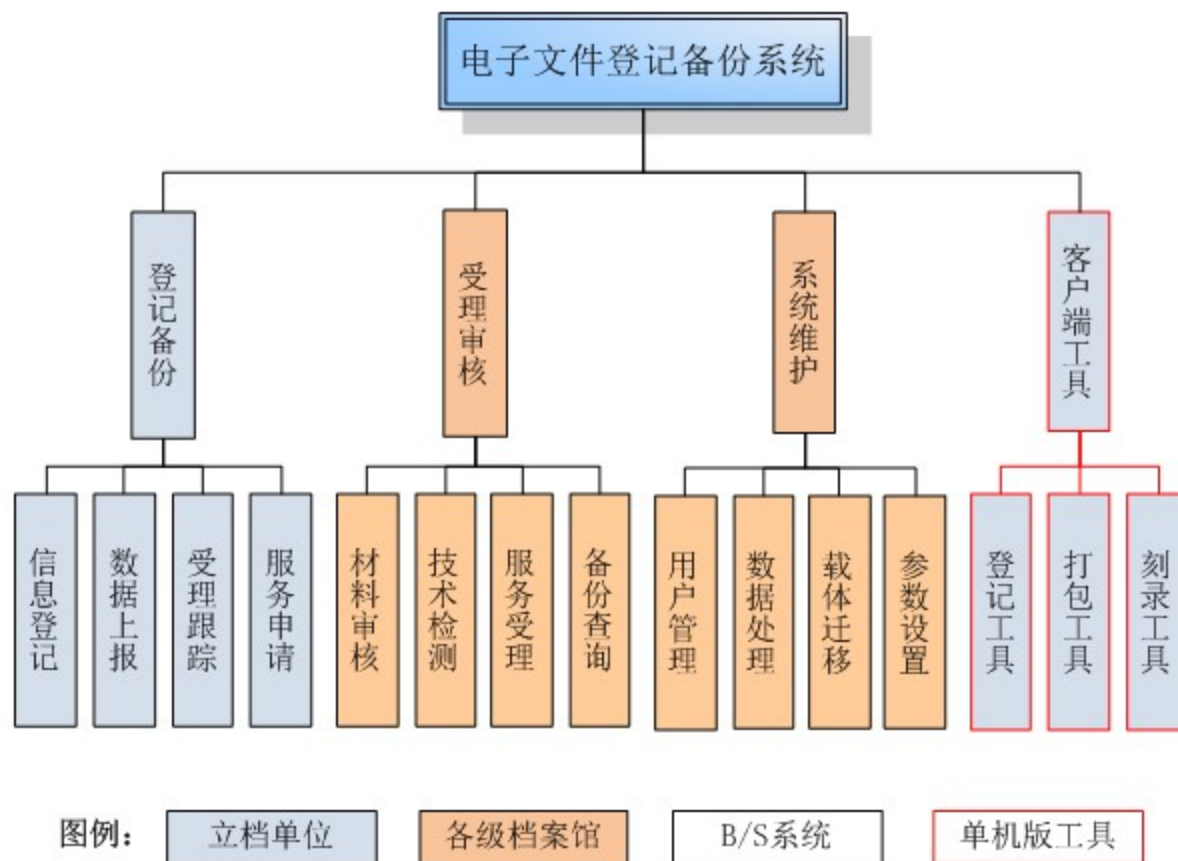 电子文件登记备份系统
登记备份
受理审核
系统维护
客户端工具
信息登记
数据上报
受理跟踪
服务申请
材料审核
技术检测
服务受理
备份查询
用户管理
数据处理
载体迁移
参数设置
登记工具
打包工具
刻录工具
图例: 立档单位 各级档案馆 B/S系统 单机版工具